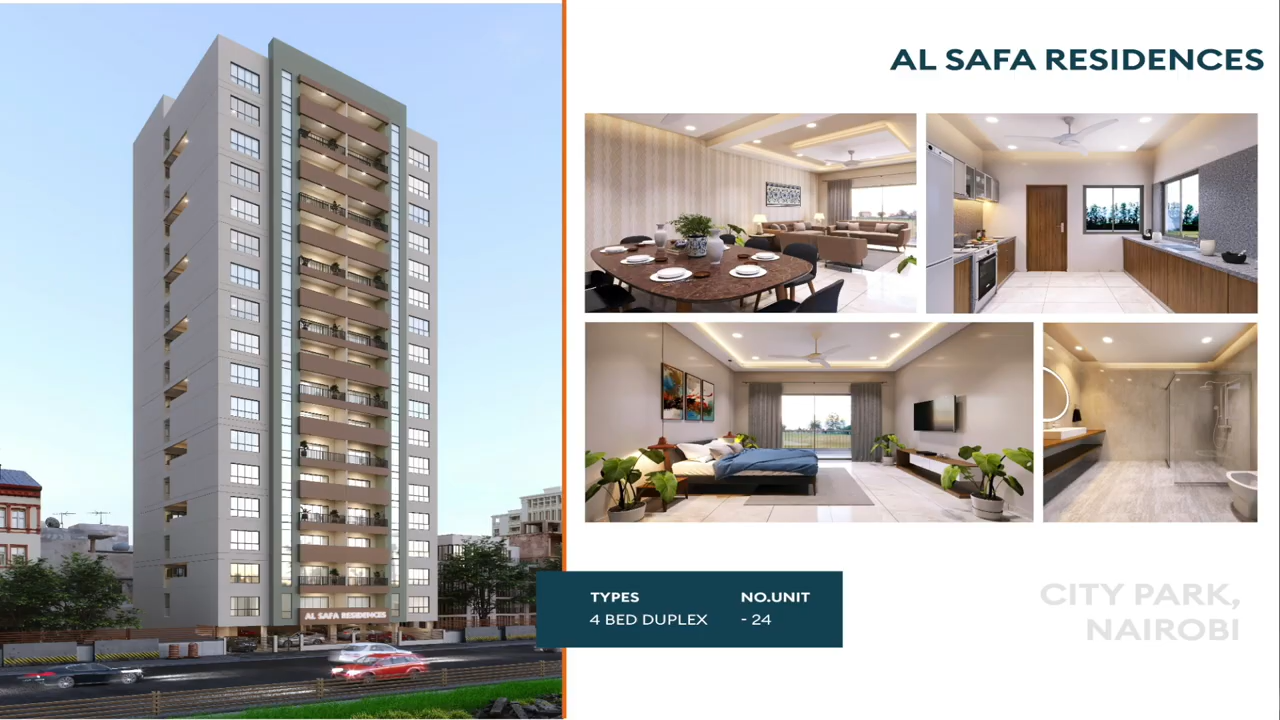 AL SAFA RESIDENCES
AL SAFA RESIDENCES
TYPES NO.UNIT
4 BED DUPLEX - 24
CITY PARK,
NAIROBI